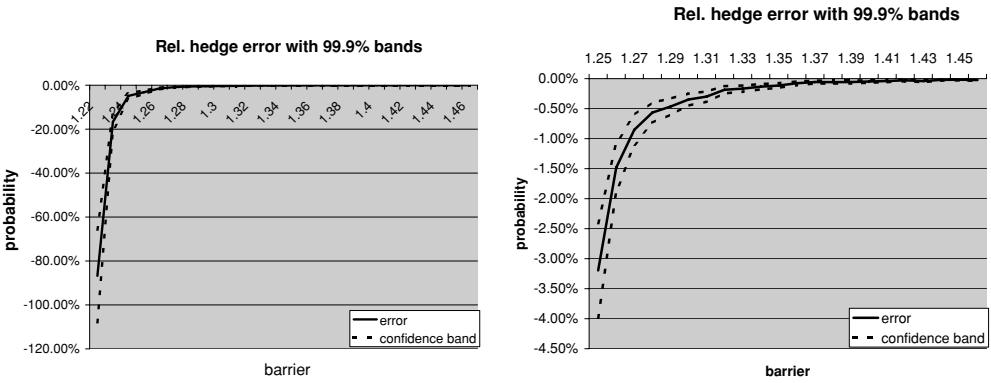 Rel. hedge error with 99.9% bands
0.00%
-20.00%
-40.00%
-60.00%
-80.00%
-100.00%
-120.00%
1.22 1.24 1.26 1.28 1.3 1.32 1.34 1.36 1.38 1.4 1.42 1.44 1.46
probability
barrier
error
confidence band
Rel. hedge error with 99.9% bands
1.25 1.27 1.29 1.31 1.33 1.35 1.37 1.39 1.41 1.43 1.45
0.00%
-0.50%
-1.00%
-1.50%
-2.00%
-2.50%
-3.00%
-3.50%
-4.00%
-4.50%
probability
barrier
error
confidence band